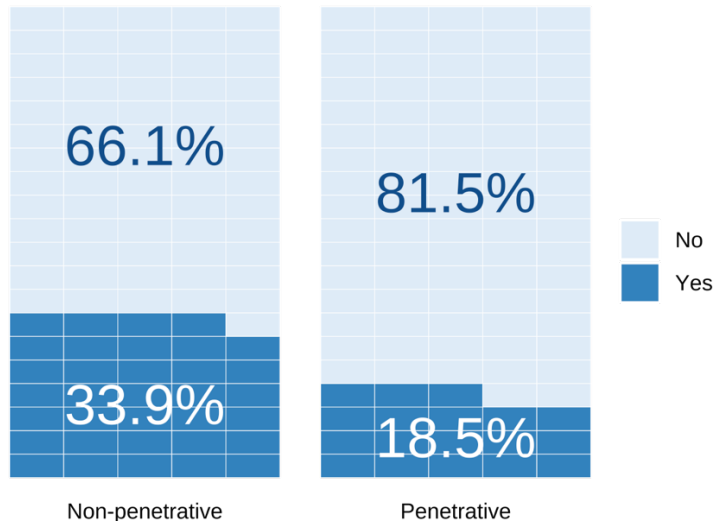 66.1%
81.5%
No
Yes
33.9%
18.5%
Non-penetrative
Penetrative